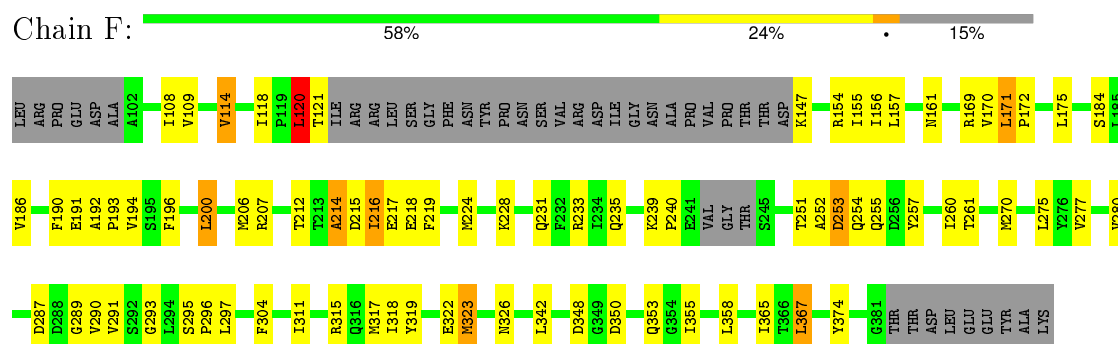 Chain F:
58% 24% • 15%
LEU ARG PRO GLU ASP ALA A102 I108 V109 V114 I118 P119 L120 T121 ILE ARG ARG LEU SER GLY PHE ASN TYR PRO ASN SER VAL ARG ASP ILE GLY ASN ALA PRO VAL PRO THR THR ASP K147 R154 I155 I156 L157 N161 R169 V170 L171 P172 L175 S184 L185
V186 F190 E191 A192 P193 V194 S195 F196 L200 M206 R207 T212 T213 A214 D215 I216 E217 E218 F219 M224 K228 Q231 F232 R233 I234 Q235 K239 P240 E241 VAL GLY THR S245 T251 A252 D253 Q254 Q255 D256 Y257 I260 T261 M270 L275 Y276 V277 V280
D287 D288 G289 V290 V291 S292 G293 L294 S295 P296 L297 F304 I311 R315 Q316 M317 I318 Y319 E322 M323 N326 L342 D348 G349 D350 Q353 G354 I355 L358 I365 T366 L367 Y374 G381 THR THR ASP LEU GLU GLU TYR ALA LYS